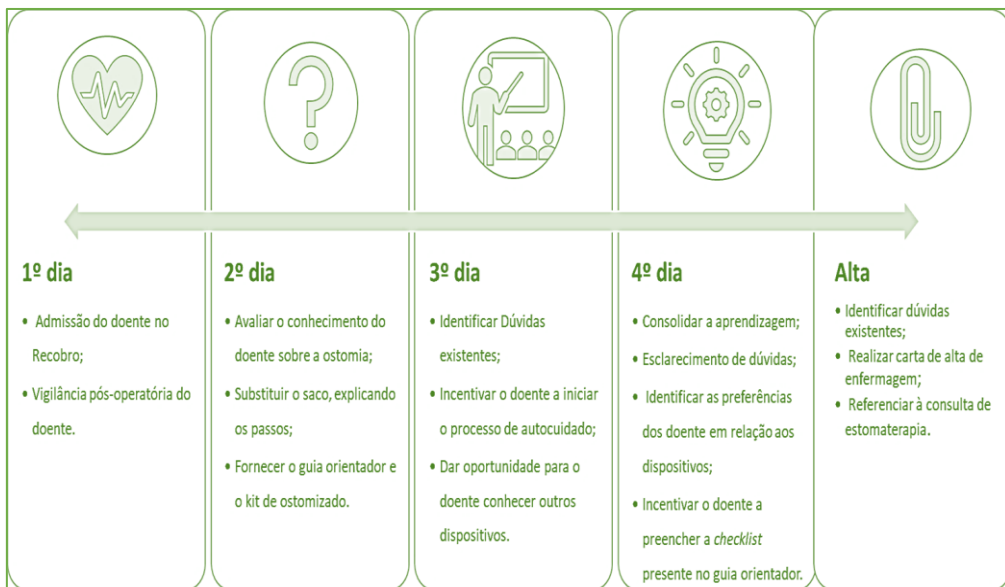 1º dia
• Admissão do doente no
Recobro;
• Vigilância pós-operatória do
doente.
2º dia
• Avaliar o conhecimento do
doente sobre a ostomia;
• Substituir o saco, explicando
os passos;
• Fornecer o guia orientador e
o kit de ostomizado.
3º dia
• Identificar Dúvidas
existentes;
• Incentivar o doente a iniciar
o processo de autocuidado;
• Dar oportunidade para o
doente conhecer outros
dispositivos.
4º dia
• Consolidar a aprendizagem;
• Esclarecimento de dúvidas;
• Identificar as preferências
dos doente em relação aos
dispositivos;
• Incentivar o doente a
preencher a checklist
presente no guia orientador.
Alta
• Identificar dúvidas
existentes;
• Realizar carta de alta de
enfermagem;
• Referenciar à consulta de
estomaterapia.